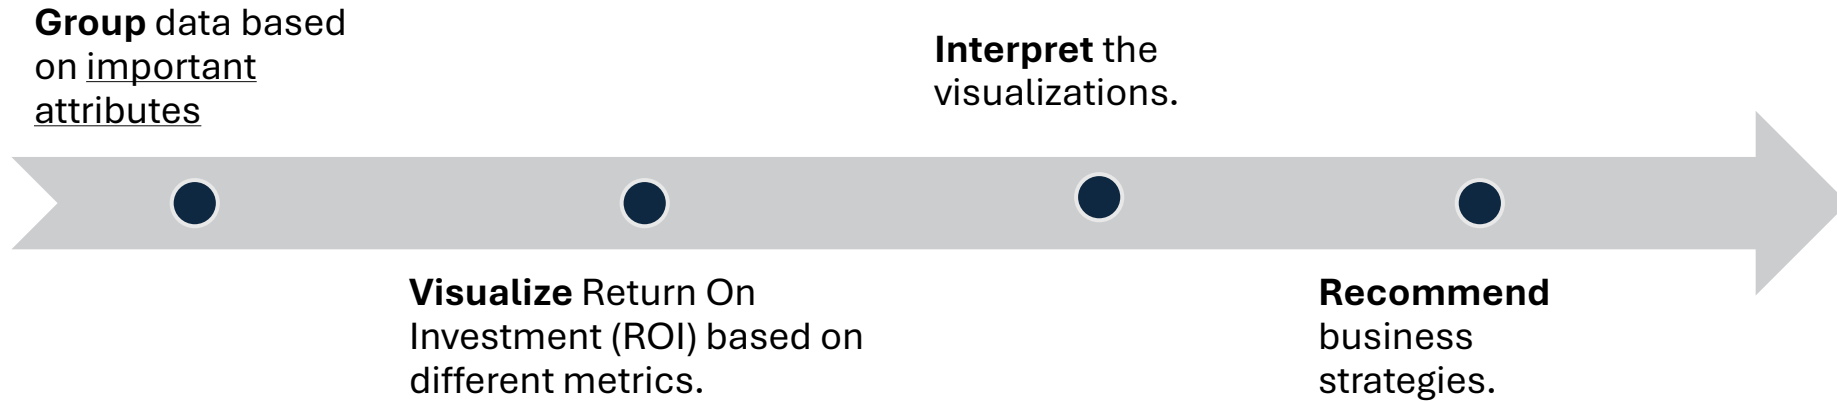 Group data based
on important
attributes
Visualize Return On
Investment (ROI) based on
different metrics.
Interpret the
visualizations.
Recommend
business
strategies.